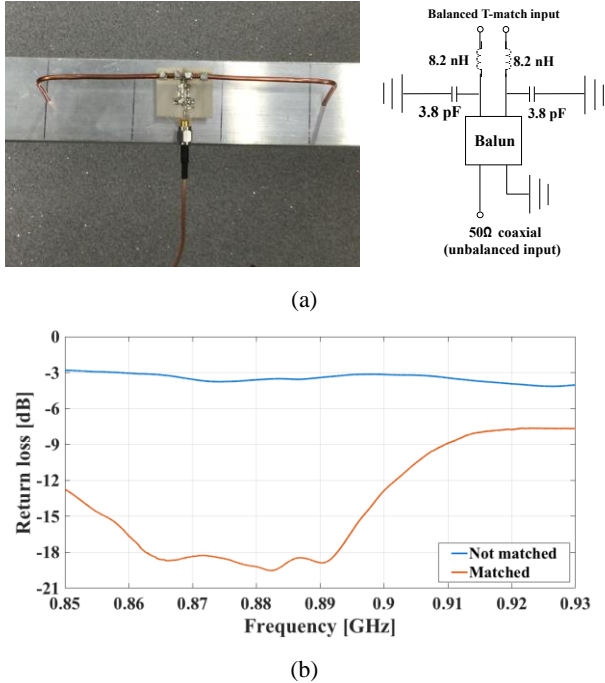 Balanced T-match input
8.2 nH
8.2 nH
3.8 pF
3.8 pF
Balun
50Ω coaxial
(unbalanced input)
(a)
0
-3
-6
-9
-12
-15
-18
-21
Return loss [dB]
Not matched
Matched
0.85
0.86
0.87
0.88
0.89
0.9
0.91
0.92
0.93
Frequency [GHz]
(b)